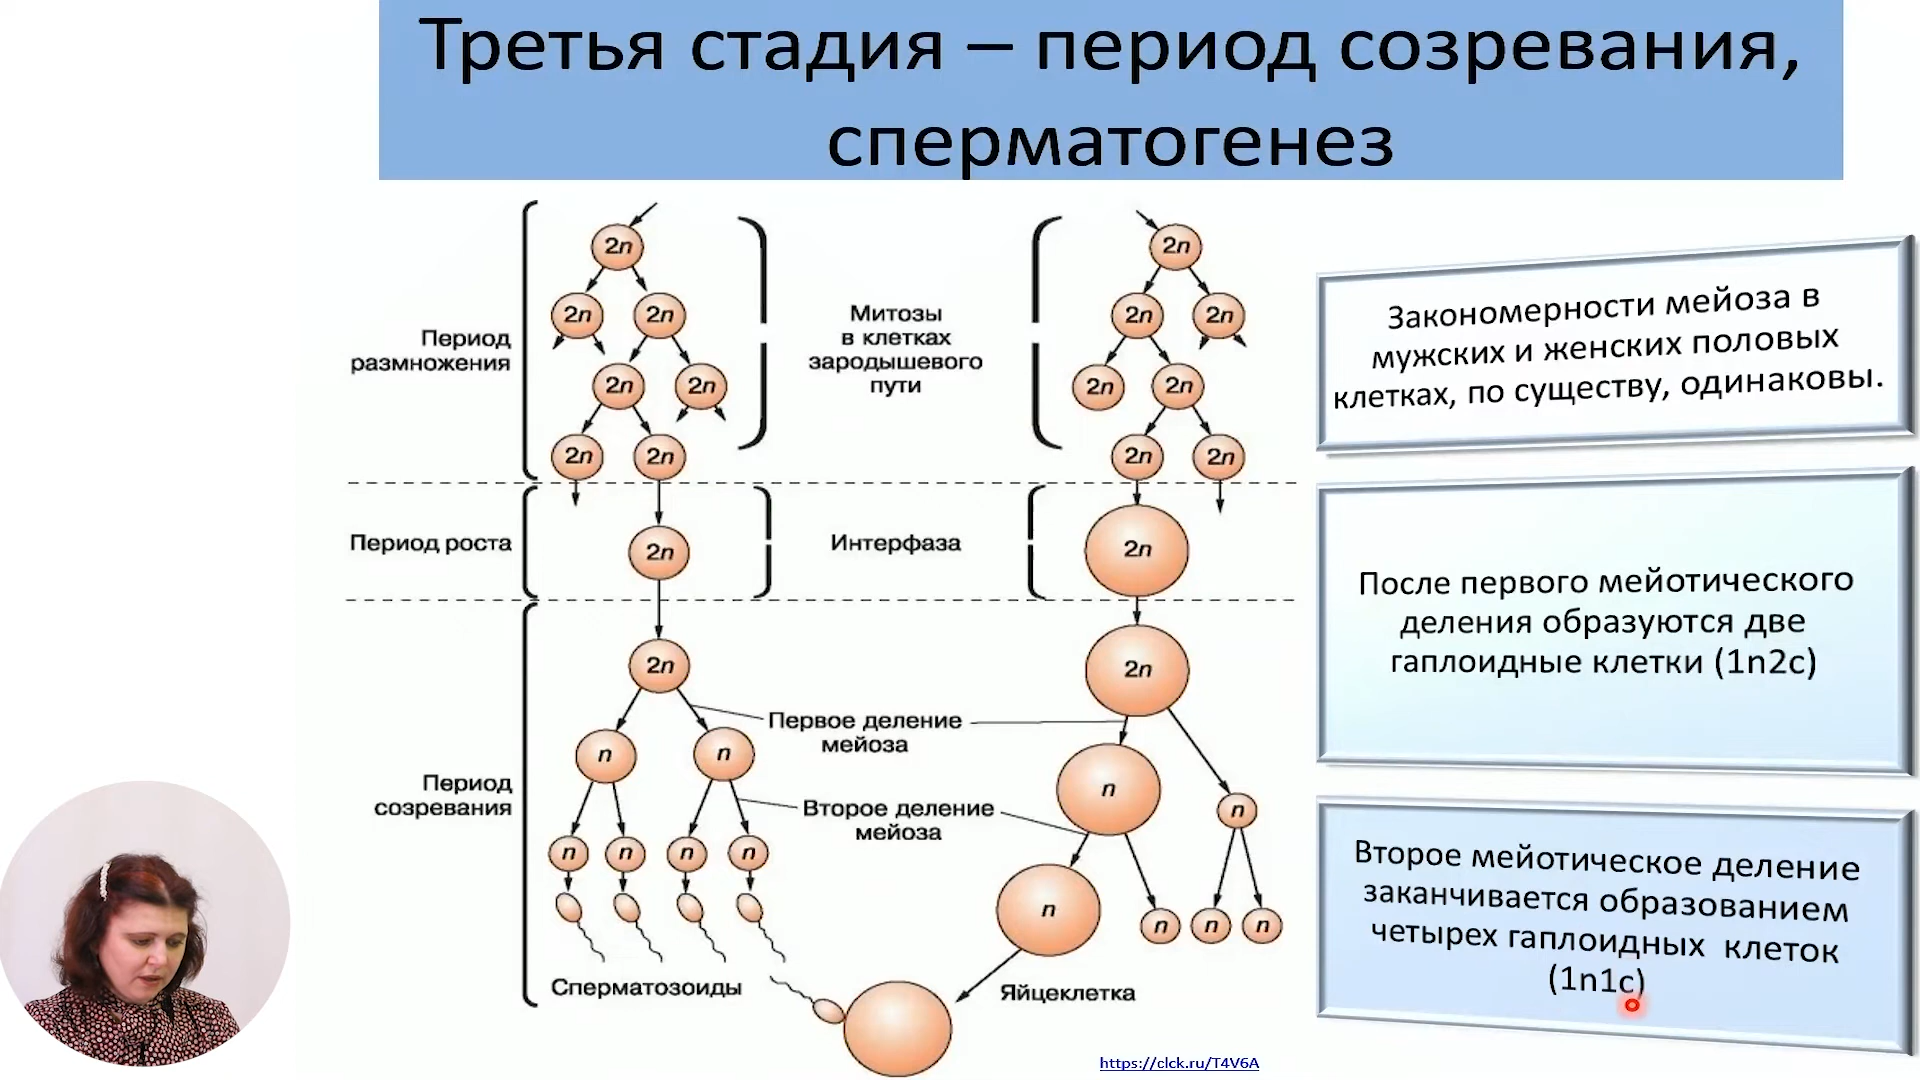 Третья стадия – период созревания,
сперматогенез
2n
2n
2n 2n
2n 2n
2n 2n
2n 2n
2n 2n
2n 2n
2n 2n
Период
размножения
Митозы
в клетках
зародышевого
пути
Период роста
2n
Интерфаза
2n
2n
2n
Первое деление
мейоза
n n
n
n
Период
созревания
Второе деление
мейоза
n n n n
n
n n n
Сперматозоиды
Яйцеклетка
Закономерности мейоза в
мужских и женских половых
клетках, по существу, одинаковы.
После первого мейотического
деления образуются две
гаплоидные клетки (1n2c)
Второе мейотическое деление
заканчивается образованием
четырех гаплоидных клеток
(1n1c)
https://clck.ru/T4V6A